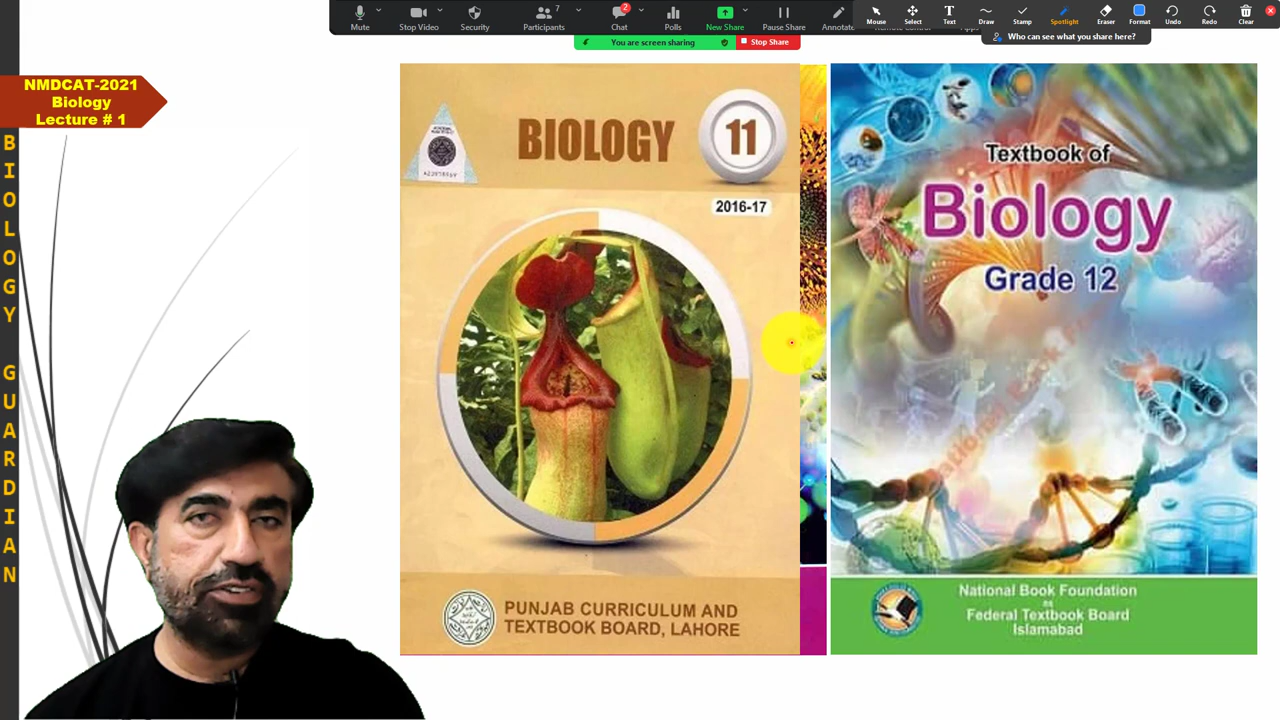 Mute
Stop Video
Security
Participants
7
Chat
2
Polls
New Share
Pause Share
Annotate
Mouse
Select
Text
Draw
Stamp
Spotlight
Eraser
Format
Undo
Redo
Clear
You are screen sharing
Stop Share
Who can see what you share here?
NMDCAT-2021
Biology
Lecture # 1
BIOLOGY GUARDIAN
BIOLOGY
11
2016-17
PUNJAB CURRICULUM AND
TEXTBOOK BOARD, LAHORE
Textbook of
Biology
Grade 12
National Book Foundation
as
Federal Textbook Board
Islamabad